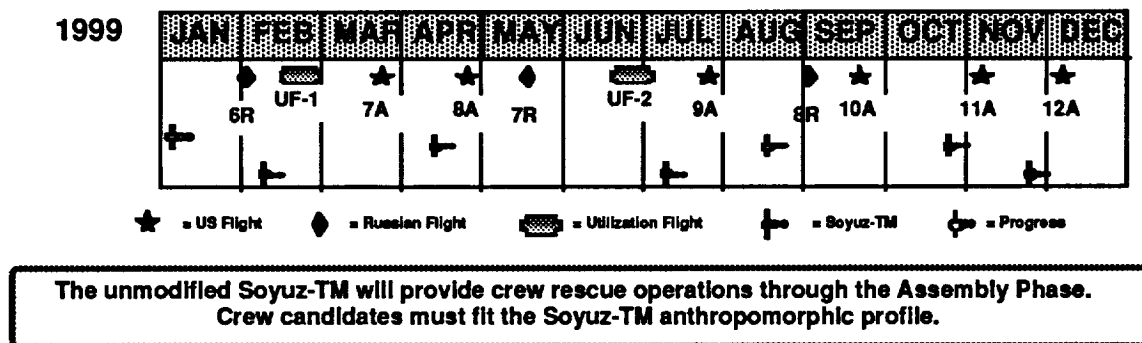 1999 JAN FEB MAR APR MAY JUN JUL AUG SEP OCT NOV DEC
6R UF-1 7A 8A 7R UF-2 9A 8R 10A 11A 12A
= US Flight = Russian Flight = Utilization Flight = Soyuz-TM = Progress
The unmodified Soyuz-TM will provide crew rescue operations through the Assembly Phase.
Crew candidates must fit the Soyuz-TM anthropomorphic profile.